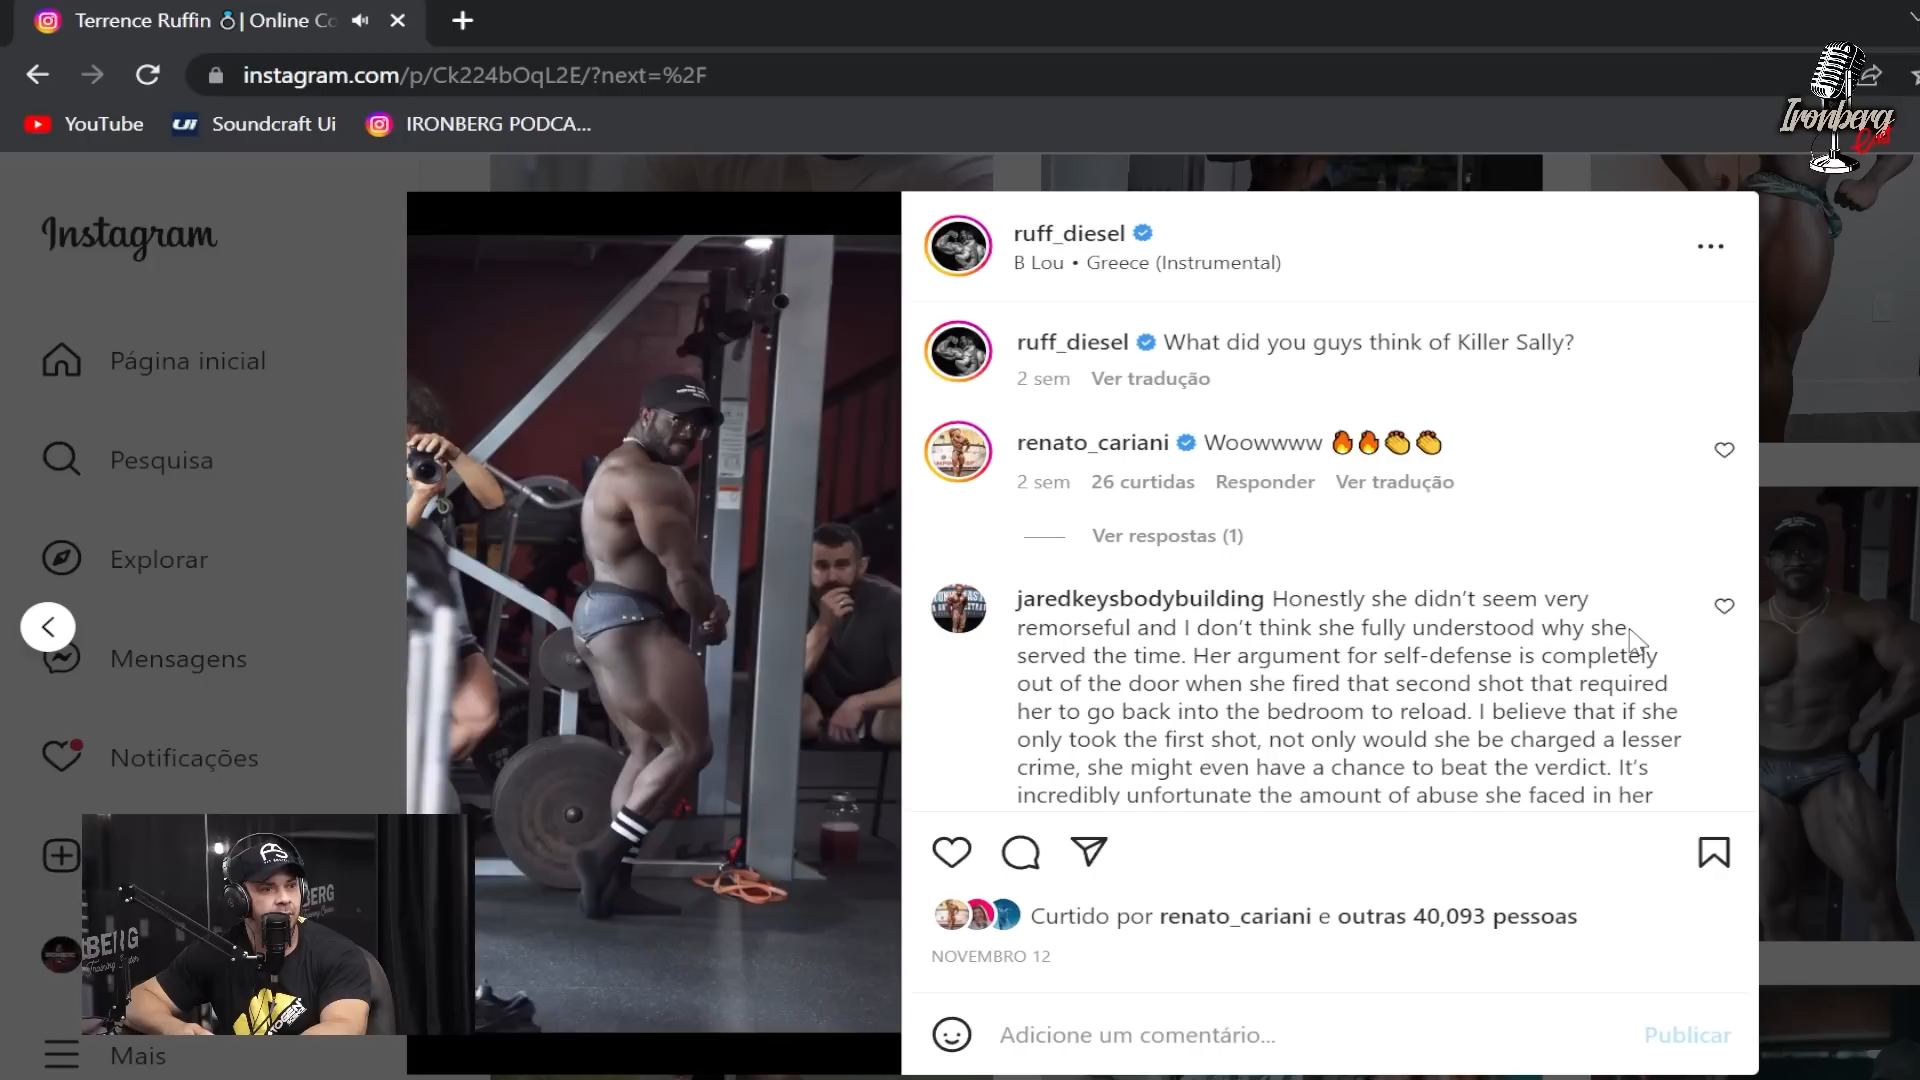 Terrence Ruffin 💍| Online Co
instagram.com/p/Ck224bOqL2E/?next=%2F
YouTube
Ui Soundcraft Ui
IRONBERG PODCA...
Ironberg
Cast
Instagram
Página inicial
Pesquisa
Explorar
Mensagens
Notificações
Mais
ruff_diesel
B Lou • Greece (Instrumental)
ruff_diesel What did you guys think of Killer Sally?
2 sem Ver tradução
renato_cariani Woowwww 🔥🔥👏👏
2 sem 26 curtidas Responder Ver tradução
Ver respostas (1)
jaredkeysbodybuilding Honestly she didn’t seem very
remorseful and I don’t think she fully understood why she
served the time. Her argument for self-defense is completely
out of the door when she fired that second shot that required
her to go back into the bedroom to reload. I believe that if she
only took the first shot, not only would she be charged a lesser
crime, she might even have a chance to beat the verdict. It’s
incredibly unfortunate the amount of abuse she faced in her
Curtido por renato_cariani e outras 40,093 pessoas
NOVEMBRO 12
Adicione um comentário...
Publicar
BERG